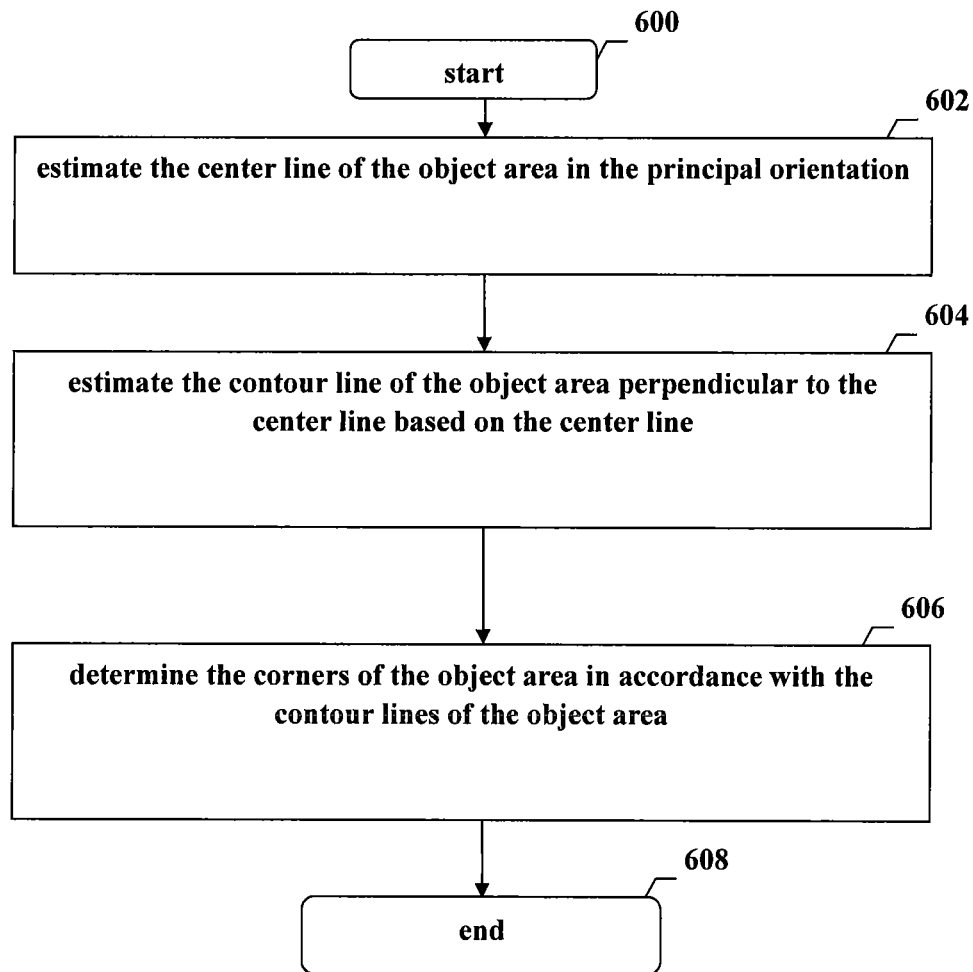 600
start
602
estimate the center line of the object area in the principal orientation
604
estimate the contour line of the object area perpendicular to the
center line based on the center line
606
determine the corners of the object area in accordance with the
contour lines of the object area
608
end